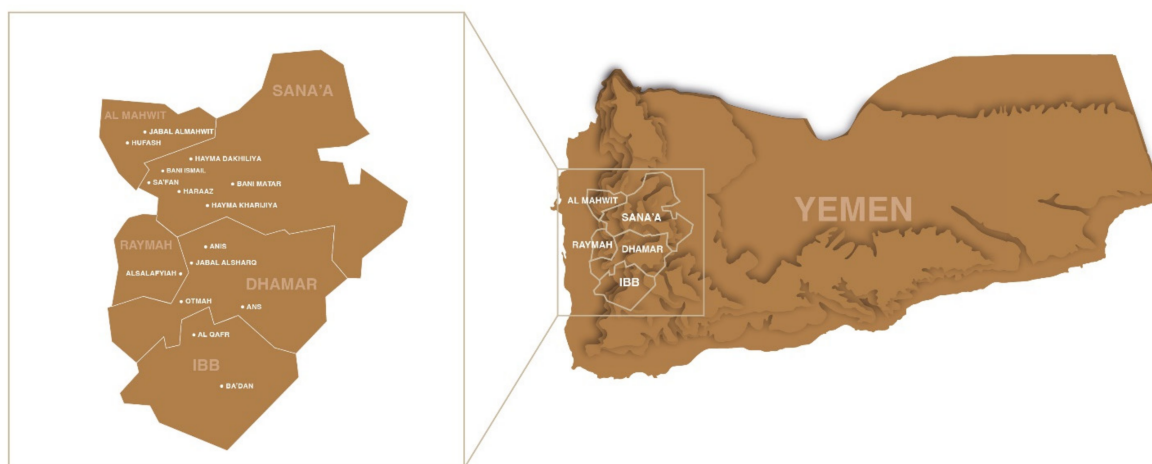 SANA'A
AL MAHWIT
JABAL ALMAHWIT
HUFASH
HAYMA DAKHILIYA
BANI ISMAIL
SA'FAN
BANI MATAR
HARAAZ
HAYMA KHARIJIYA
RAYMAH
ANIS
JABAL ALSHARQ
ALSALAFYIAH
DHAMAR
OTMAH
ANS
AL QAFR
IBB
BA'DAN
AL MAHWIT
SANA'A
YEMEN
RAYMAH
DHAMAR
IBB